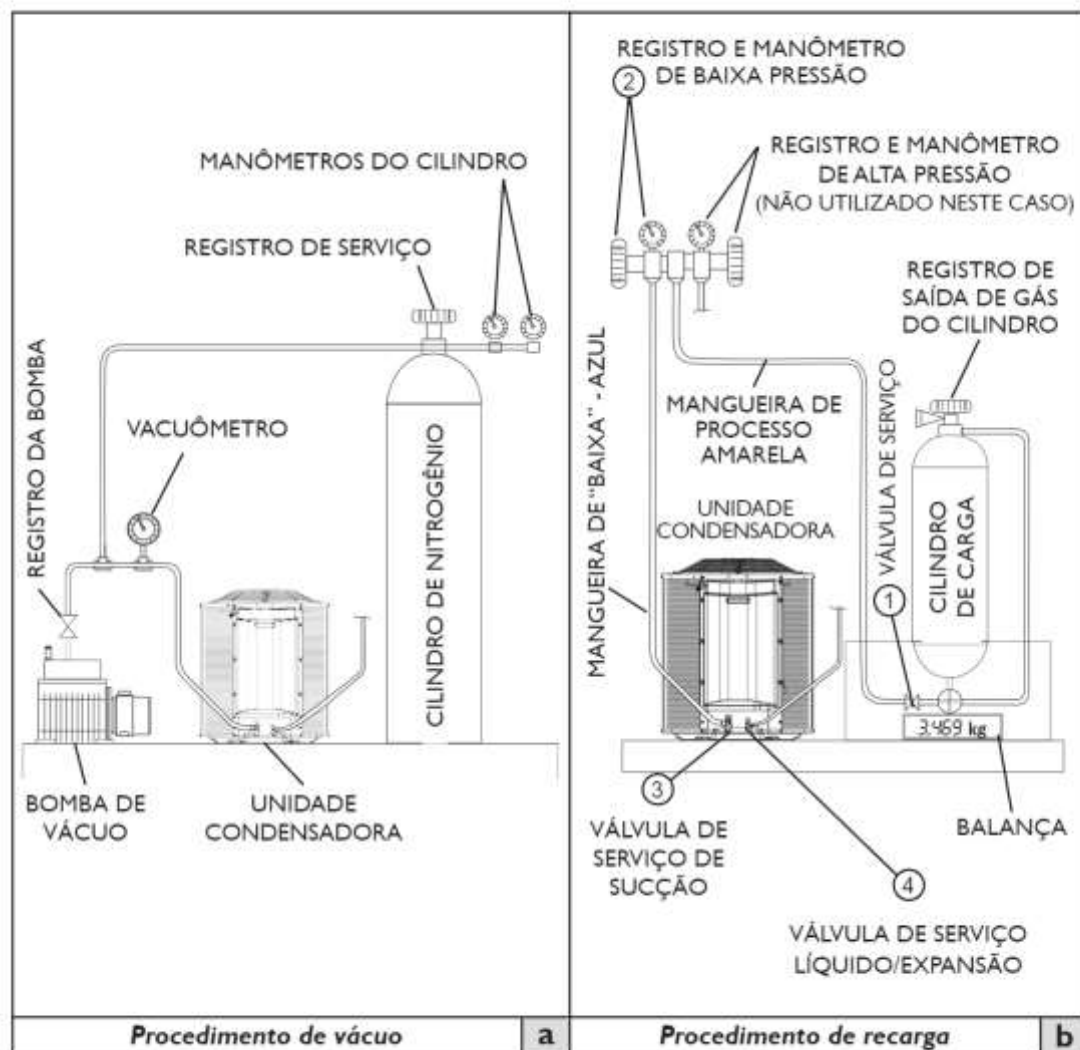 MANÔMETROS DO CILINDRO
REGISTRO DE SERVIÇO
REGISTRO DA BOMBA
VACUÔMETRO
CILINDRO DE NITROGÊNIO
BOMBA DE
VÁCUO
UNIDADE
CONDENSADORA
Procedimento de vácuo
a
REGISTRO E MANÔMETRO
DE BAIXA PRESSÃO
2
REGISTRO E MANÔMETRO
DE ALTA PRESSÃO
(NÃO UTILIZADO NESTE CASO)
REGISTRO DE
SAÍDA DE GÁS
DO CILINDRO
MANGUEIRA DE "BAIXA" - AZUL
MANGUEIRA DE
PROCESSO
AMARELA
VÁLVULA DE SERVIÇO
1
UNIDADE
CONDENSADORA
CILINDRO
DE CARGA
3.469 kg
3
VÁLVULA DE
SERVIÇO DE
SUCÇÃO
BALANÇA
4
VÁLVULA DE SERVIÇO
LÍQUIDO/EXPANSÃO
Procedimento de recarga
b